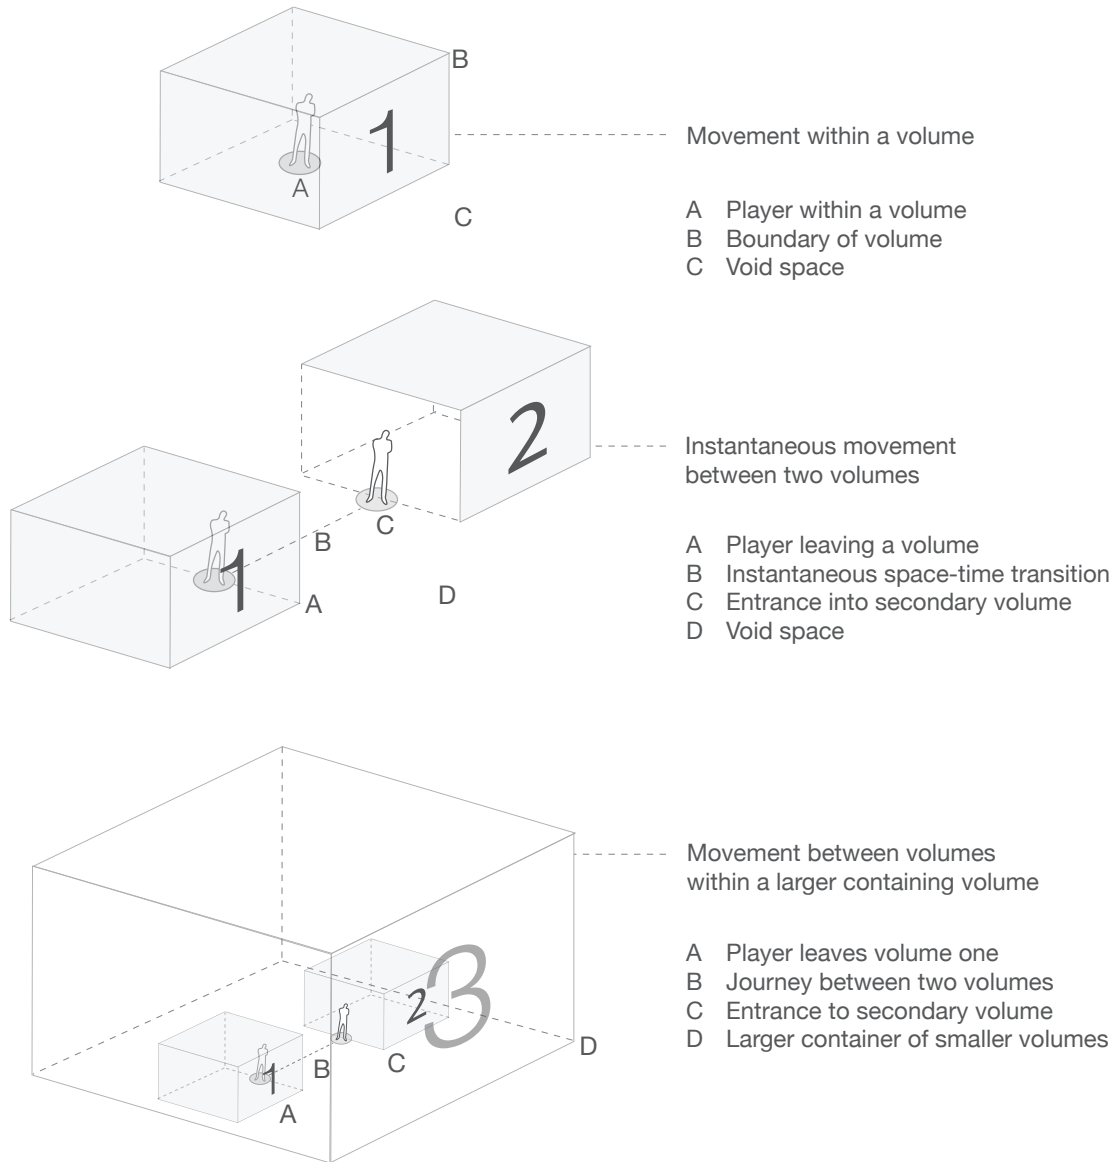 B
1
A
C
Movement within a volume
A Player within a volume
B Boundary of volume
C Void space
2
C
B
1
A
D
Instantaneous movement
between two volumes
A Player leaving a volume
B Instantaneous space-time transition
C Entrance into secondary volume
D Void space
3
2
D
C
B
1
A
Movement between volumes
within a larger containing volume
A Player leaves volume one
B Journey between two volumes
C Entrance to secondary volume
D Larger container of smaller volumes